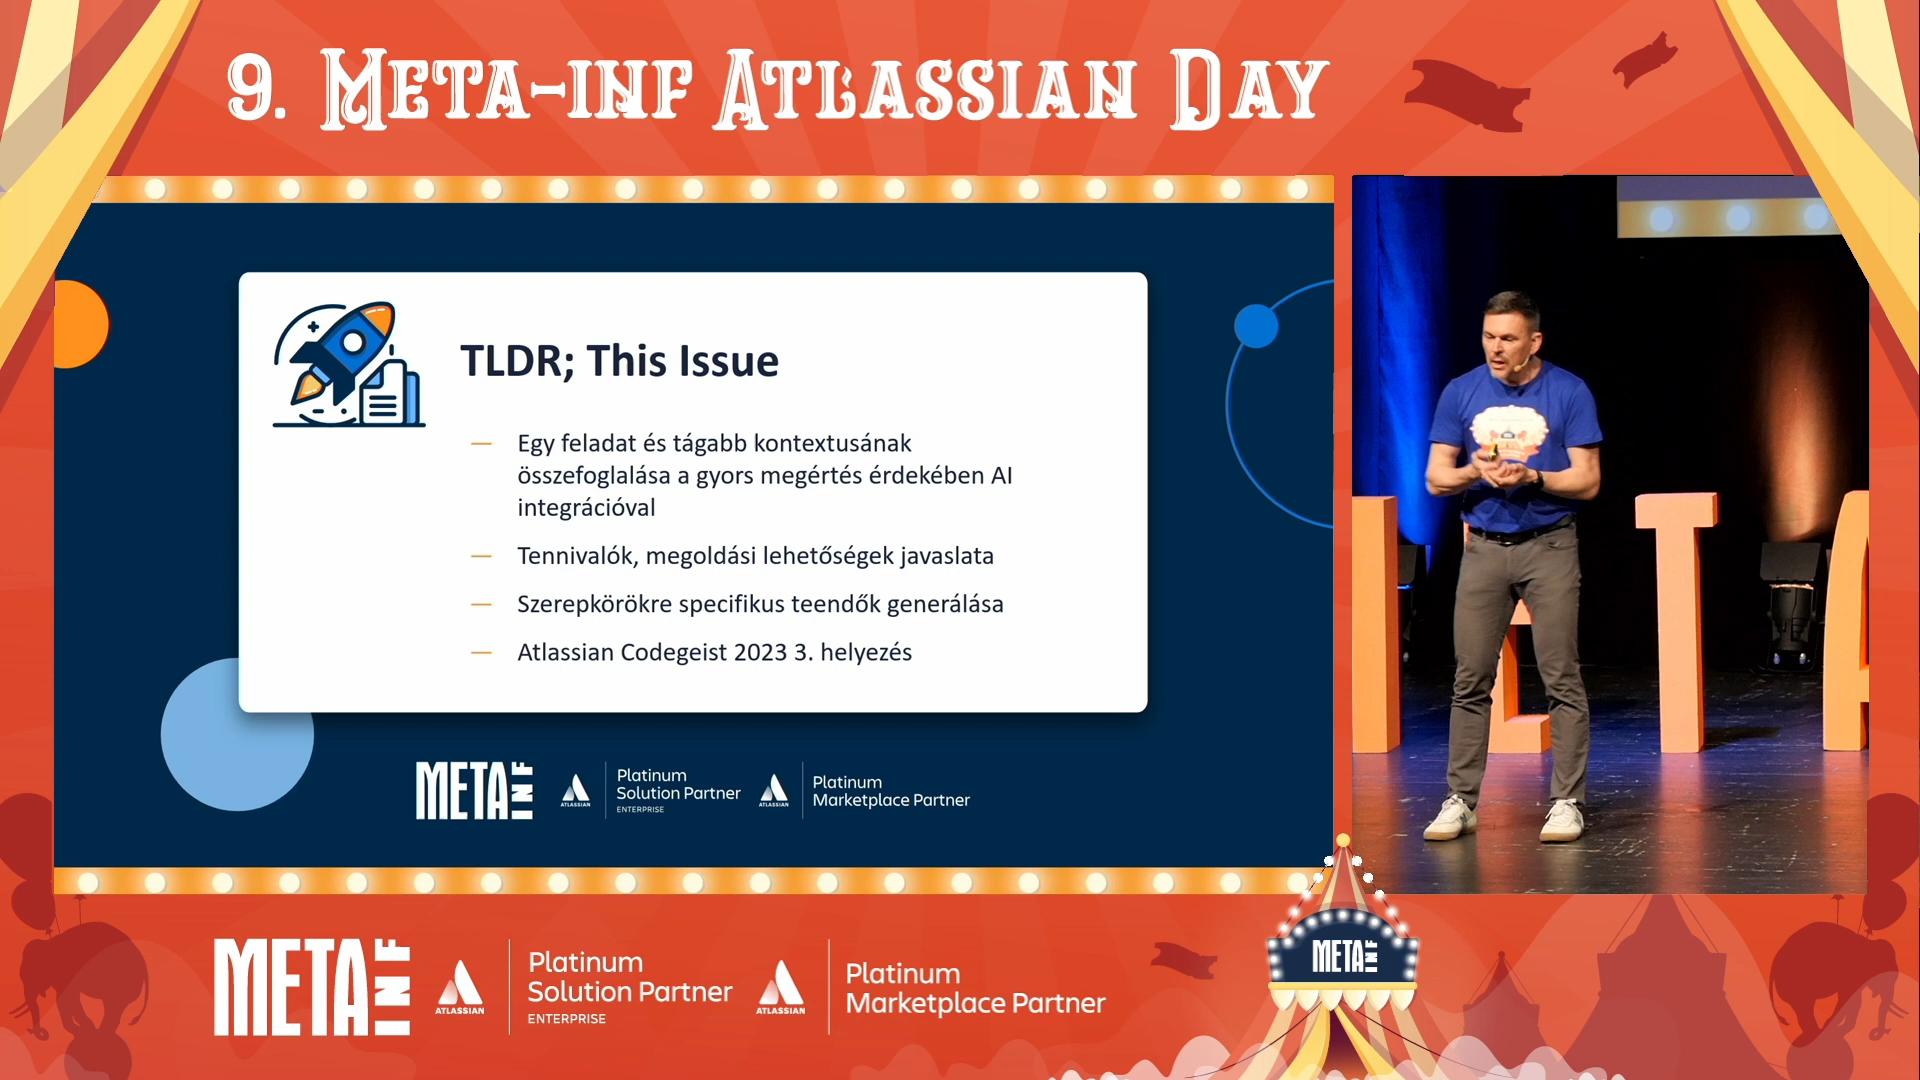 9. Meta-inf Atlassian Day
TLDR; This Issue
— Egy feladat és tágabb kontextusának
összefoglalása a gyors megértés érdekében AI
integrációval
— Tennivalók, megoldási lehetőségek javaslata
— Szerepkörökre specifikus teendők generálása
— Atlassian Codegeist 2023 3. helyezés
META INF
ATLASSIAN
Platinum
Solution Partner
ENTERPRISE
ATLASSIAN
Platinum
Marketplace Partner
E T A
META INF
META INF
ATLASSIAN
Platinum
Solution Partner
ENTERPRISE
ATLASSIAN
Platinum
Marketplace Partner